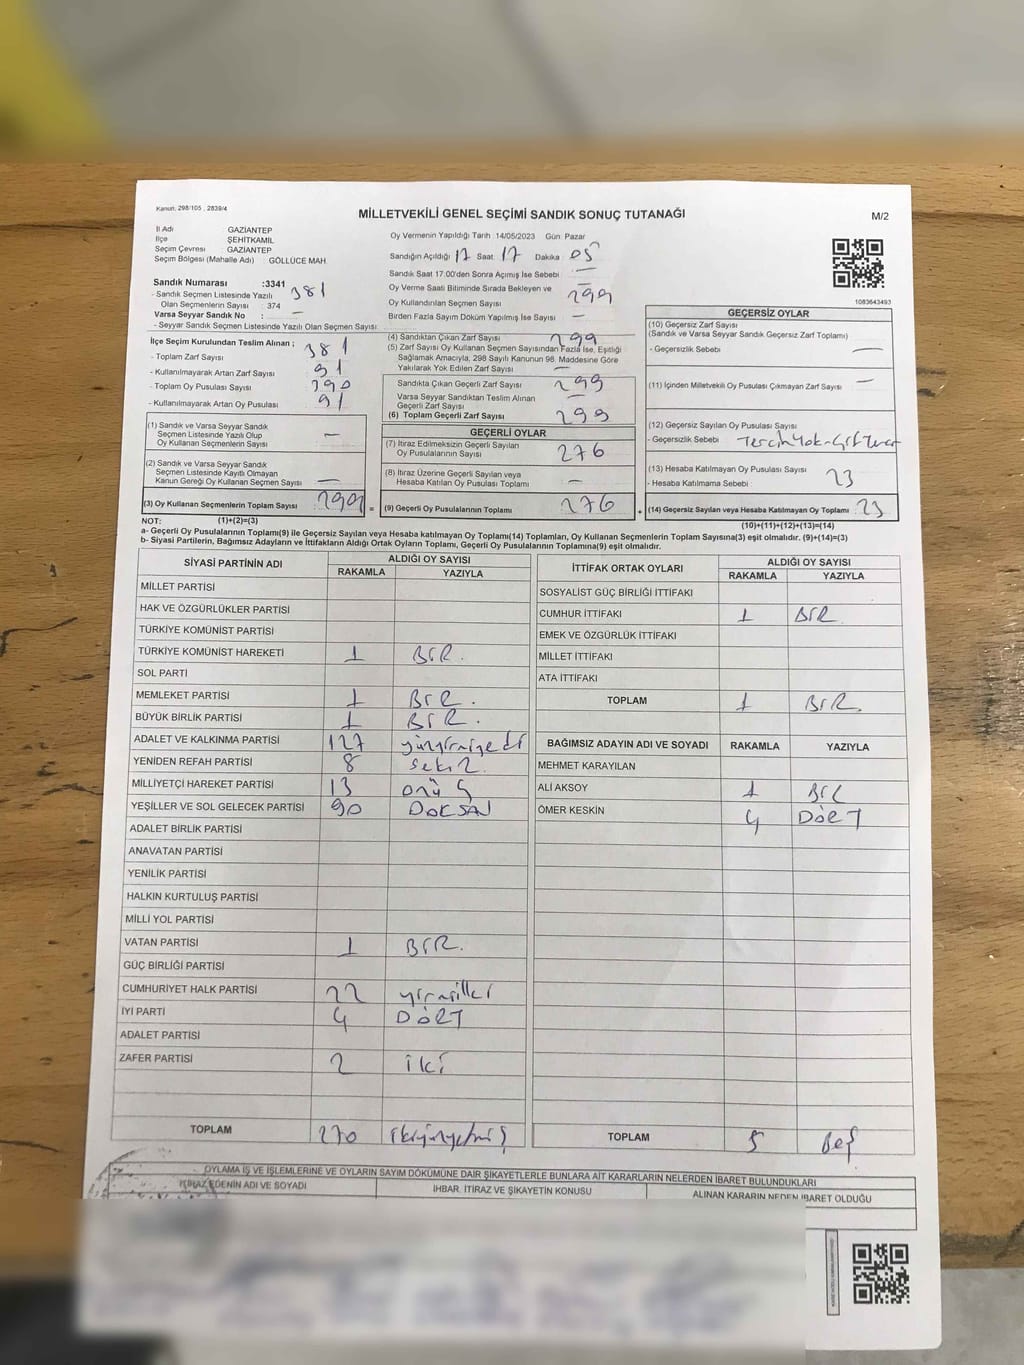 Kanun, 298/105 , 2839/4
MİLLETVEKİLİ GENEL SEÇİMİ SANDIK SONUÇ TUTANAĞI
M/2
İl Adı GAZİANTEP
İlçe ŞEHİTKAMİL
Seçim Çevresi GAZİANTEP
Seçim Bölgesi (Mahalle Adı) : GÖLLÜCE MAH.
Sandık Numarası :3341
- Sandık Seçmen Listesinde Yazılı 381
Olan Seçmenlerin Sayısı : 374
Varsa Seyyar Sandık No : —
- Seyyar Sandık Seçmen Listesinde Yazılı Olan Seçmen Sayısı
İlçe Seçim Kurulundan Teslim Alınan ;
- Toplam Zarf Sayısı 381
- Kullanılmayarak Artan Zarf Sayısı 91
- Toplam Oy Pusulası Sayısı 390
- Kullanılmayarak Artan Oy Pusulası 91
(1) Sandık ve Varsa Seyyar Sandık
Seçmen Listesinde Yazılı Olup
Oy Kullanan Seçmenlerin Sayısı —
(2) Sandık ve Varsa Seyyar Sandık
Seçmen Listesinde Kayıtlı Olmayan
Kanun Gereği Oy Kullanan Seçmen Sayısı —
(3) Oy Kullanan Seçmenlerin Toplam Sayısı 299 =
(1)+(2)=(3)
Oy Vermenin Yapıldığı Tarih :14/05/2023 Gün: Pazar
Sandığın Açıldığı 17 Saat 17 Dakika 05
Sandık Saat 17:00'den Sonra Açımış İse Sebebi —
Oy Verme Saati Bitiminde Sırada Bekleyen ve —
Oy Kullandırılan Seçmen Sayısı 299
Birden Fazla Sayım Döküm Yapılmış İse Sayısı —
(4) Sandıktan Çıkan Zarf Sayısı 299
(5) Zarf Sayısı Oy Kullanan Seçmen Sayısından Fazla İse, Eşitliği
Sağlamak Amacıyla, 298 Sayılı Kanunun 98. Maddesine Göre
Yakılarak Yok Edilen Zarf Sayısı —
Sandıkta Çıkan Geçerli Zarf Sayısı 299
Varsa Seyyar Sandıktan Teslim Alınan
Geçerli Zarf Sayısı —
(6) Toplam Geçerli Zarf Sayısı 299
GEÇERLİ OYLAR
(7) İtiraz Edilmeksizin Geçerli Sayılan
Oy Pusulalarının Sayısı 276
(8) İtiraz Üzerine Geçerli Sayılan veya
Hesaba Katılan Oy Pusulası Toplamı —
(9) Geçerli Oy Pusulalarının Toplamı 276 +
1083643493
GEÇERSİZ OYLAR
(10) Geçersiz Zarf Sayısı
(Sandık ve Varsa Seyyar Sandık Geçersiz Zarf Toplamı)
- Geçersizlik Sebebi —
(11) İçinden Milletvekili Oy Pusulası Çıkmayan Zarf Sayısı —
(12) Geçersiz Sayılan Oy Pusulası Sayısı
- Geçersizlik Sebebi :
(13) Hesaba Katılmayan Oy Pusulası Sayısı 23
- Hesaba Katılmama Sebebi :
(14) Geçersiz Sayılan veya Hesaba Katılmayan Oy Toplamı 23
(10)+(11)+(12)+(13)=(14)
NOT:
a- Geçerli Oy Pusulalarının Toplamı(9) ile Geçersiz Sayılan veya Hesaba katılmayan Oy Toplamı(14) Toplamları, Oy Kullanan Seçmenlerin Toplam Sayısına(3) eşit olmalıdır. (9)+(14)=(3)
b- Siyasi Partilerin, Bağımsız Adayların ve İttifakların Aldığı Oyların Toplamı, Geçerli Oy Pusulalarının Toplamına(9) eşit olmalıdır.
SİYASİ PARTİNİN ADI ALDIĞI OY SAYISI
RAKAMLA YAZIYLA
MİLLET PARTİSİ
HAK VE ÖZGÜRLÜKLER PARTİSİ
TÜRKİYE KOMÜNİST PARTİSİ
TÜRKİYE KOMÜNİST HAREKETİ 1 BİR.
SOL PARTİ
MEMLEKET PARTİSİ 1 BİR.
BÜYÜK BİRLİK PARTİSİ 1 BİR.
ADALET VE KALKINMA PARTİSİ 127 yüzyirmiyedi
YENİDEN REFAH PARTİSİ 8 sekiz.
MİLLİYETÇİ HAREKET PARTİSİ 13 onüç
YEŞİLLER VE SOL GELECEK PARTİSİ 90 DOKSAN
ADALET BİRLİK PARTİSİ
ANAVATAN PARTİSİ
YENİLİK PARTİSİ
HALKIN KURTULUŞ PARTİSİ
MİLLİ YOL PARTİSİ
VATAN PARTİSİ 1 BİR.
GÜÇ BİRLİĞİ PARTİSİ
CUMHURİYET HALK PARTİSİ 22 yirmiiki
İYİ PARTİ 4 DÖRT
ADALET PARTİSİ
ZAFER PARTİSİ 2 iki
TOPLAM 270 ikiyüzyetmiş
İTTİFAK ORTAK OYLARI ALDIĞI OY SAYISI
RAKAMLA YAZIYLA
SOSYALİST GÜÇ BİRLİĞİ İTTİFAKI
CUMHUR İTTİFAKI 1 BİR.
EMEK VE ÖZGÜRLÜK İTTİFAKI
MİLLET İTTİFAKI
ATA İTTİFAKI
TOPLAM 1 BİR.
BAĞIMSIZ ADAYIN ADI VE SOYADI RAKAMLA YAZIYLA
MEHMET KARAYILAN
ALİ AKSOY 1 BİR
ÖMER KESKİN 4 DÖRT
TOPLAM 5 Beş
OYLAMA İŞ VE İŞLEMLERİNE VE OYLARIN SAYIM DÖKÜMÜNE DAİR ŞİKAYETLERLE BUNLARA AİT KARARLARIN NELERDEN İBARET BULUNDUKLARI
İTİRAZ EDENİN ADI VE SOYADI İHBAR, İTİRAZ VE ŞİKAYETİN KONUSU ALINAN KARARIN NEDEN İBARET OLDUĞU